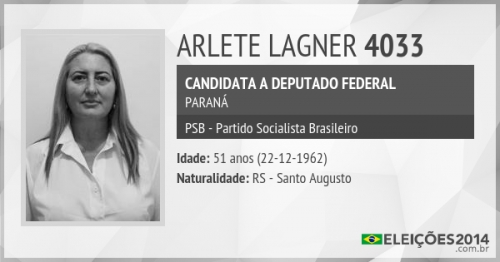 ARLETE LAGNER 4033
CANDIDATA A DEPUTADO FEDERAL
PARANÁ
PSB - Partido Socialista Brasileiro
Idade: 51 anos (22-12-1962)
Naturalidade: RS - Santo Augusto
ELEIÇÕES2014
.com.br